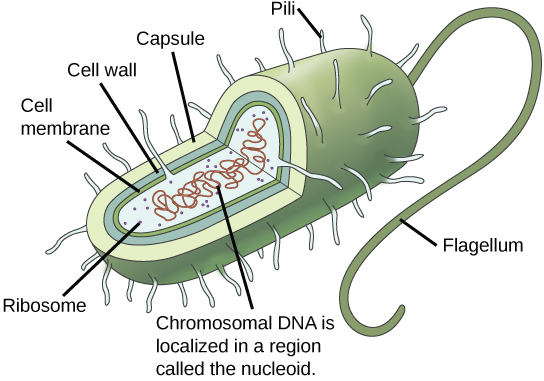 Pili
Capsule
Cell wall
Cell
membrane
Flagellum
Ribosome
Chromosomal DNA is
localized in a region
called the nucleoid.